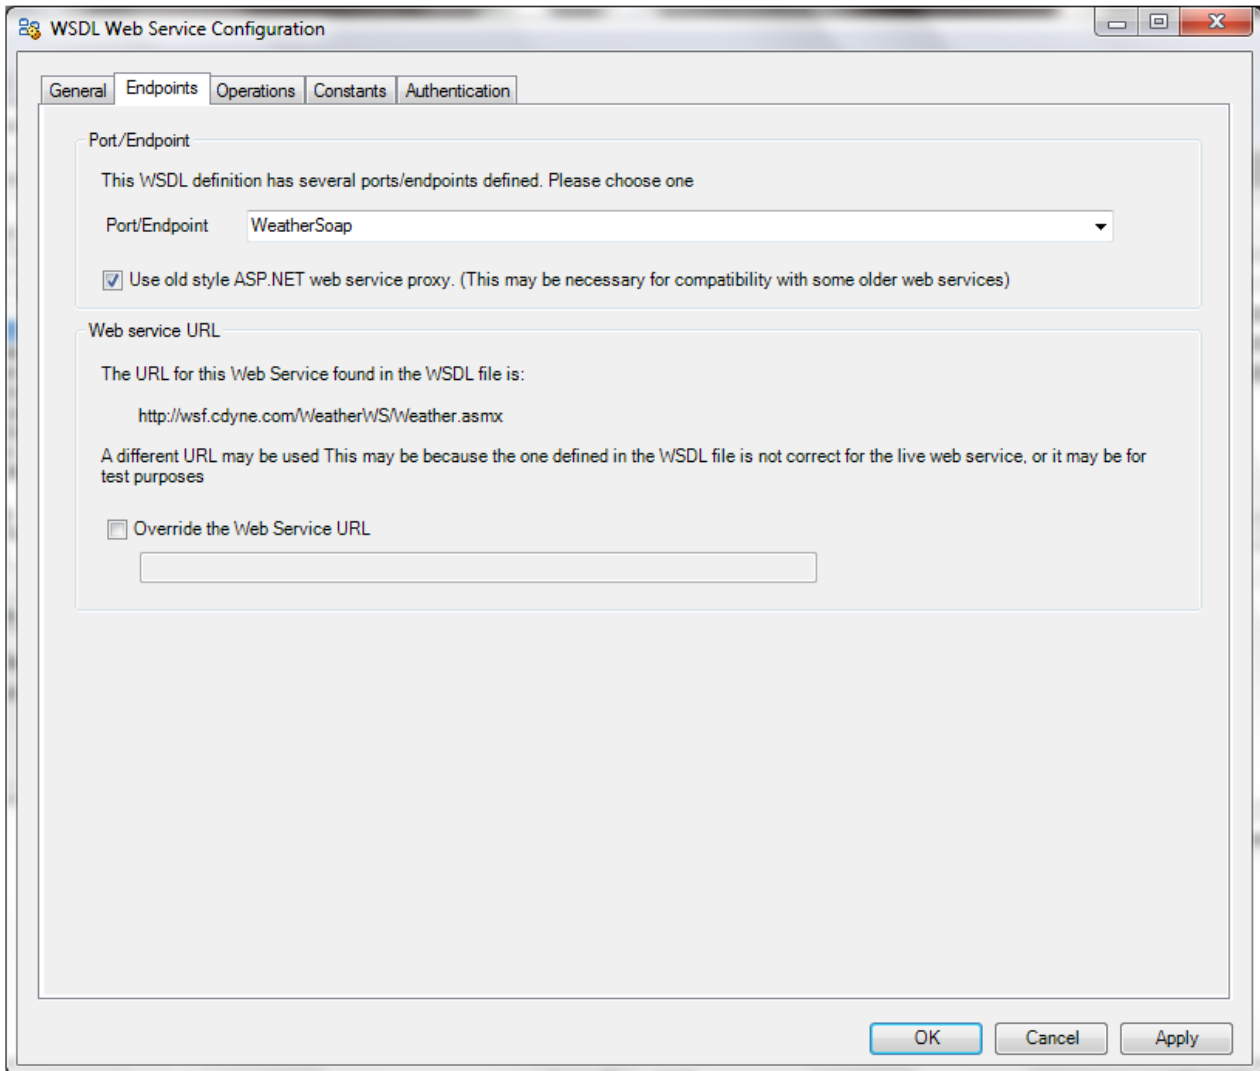 WSDL Web Service Configuration
General Endpoints Operations Constants Authentication
Port/Endpoint
This WSDL definition has several ports/endpoints defined. Please choose one
Port/Endpoint WeatherSoap
Use old style ASP.NET web service proxy. (This may be necessary for compatibility with some older web services)
Web service URL
The URL for this Web Service found in the WSDL file is:
http://wsf.cdyne.com/WeatherWS/Weather.asmx
A different URL may be used This may be because the one defined in the WSDL file is not correct for the live web service, or it may be for
test purposes
Override the Web Service URL
OK Cancel Apply